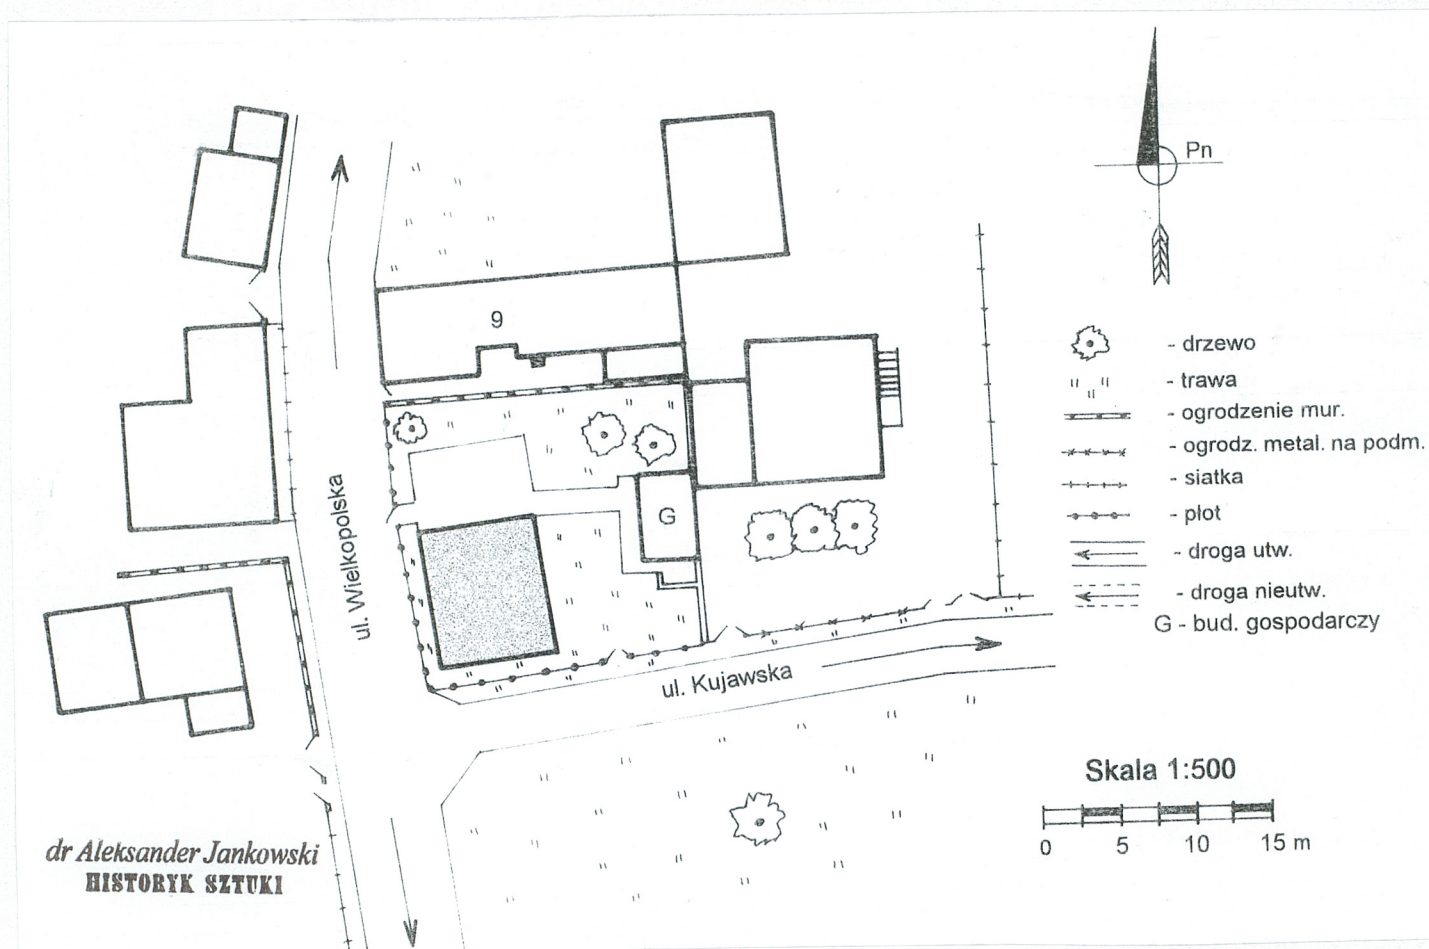 Pn
9
- drzewo
- trawa
- ogrodzenie mur.
- ogrodz. metal. na podm.
- siatka
- płot
- droga utw.
- droga nieutw.
G - bud. gospodarczy
G
ul. Wielkopolska
ul. Kujawska
Skala 1:500
0 5 10 15 m
dr Aleksander Jankowski
HISTORYK SZTUKI